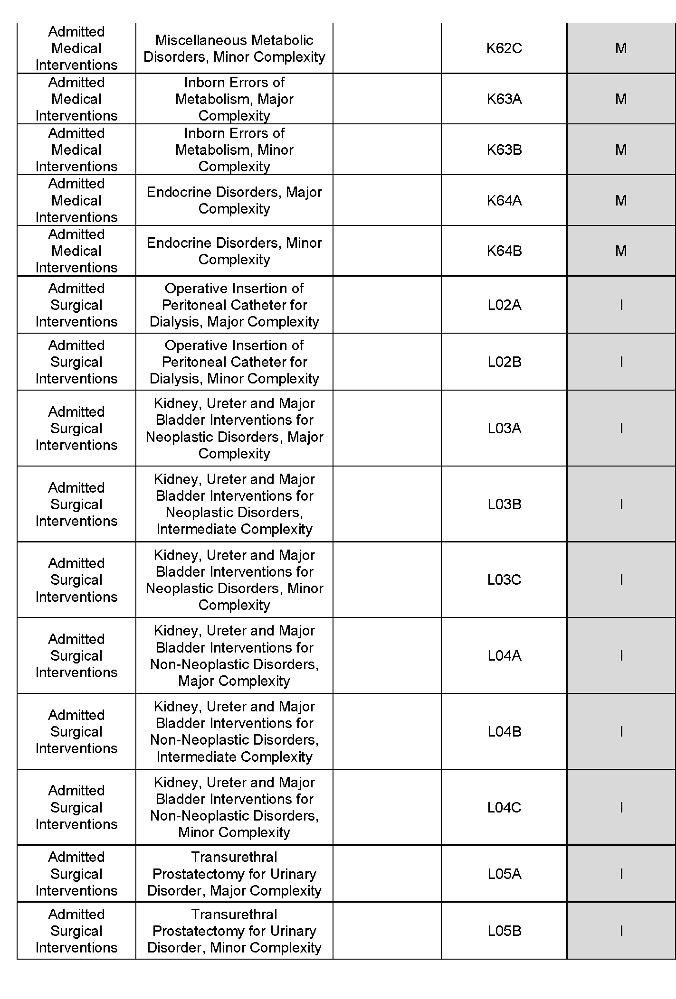 Admitted
Medical
Interventions
Miscellaneous Metabolic
Disorders, Minor Complexity
K62C
M
Admitted
Medical
Interventions
Inborn Errors of
Metabolism, Major
Complexity
K63A
M
Admitted
Medical
Interventions
Inborn Errors of
Metabolism, Minor
Complexity
K63B
M
Admitted
Medical
Interventions
Endocrine Disorders, Major
Complexity
K64A
M
Admitted
Medical
Interventions
Endocrine Disorders, Minor
Complexity
K64B
M
Admitted
Surgical
Interventions
Operative Insertion of
Peritoneal Catheter for
Dialysis, Major Complexity
L02A
I
Admitted
Surgical
Interventions
Operative Insertion of
Peritoneal Catheter for
Dialysis, Minor Complexity
L02B
I
Admitted
Surgical
Interventions
Kidney, Ureter and Major
Bladder Interventions for
Neoplastic Disorders, Major
Complexity
L03A
I
Admitted
Surgical
Interventions
Kidney, Ureter and Major
Bladder Interventions for
Neoplastic Disorders,
Intermediate Complexity
L03B
I
Admitted
Surgical
Interventions
Kidney, Ureter and Major
Bladder Interventions for
Neoplastic Disorders, Minor
Complexity
L03C
I
Admitted
Surgical
Interventions
Kidney, Ureter and Major
Bladder Interventions for
Non-Neoplastic Disorders,
Major Complexity
L04A
I
Admitted
Surgical
Interventions
Kidney, Ureter and Major
Bladder Interventions for
Non-Neoplastic Disorders,
Intermediate Complexity
L04B
I
Admitted
Surgical
Interventions
Kidney, Ureter and Major
Bladder Interventions for
Non-Neoplastic Disorders,
Minor Complexity
L04C
I
Admitted
Surgical
Interventions
Transurethral
Prostatectomy for Urinary
Disorder, Major Complexity
L05A
I
Admitted
Surgical
Interventions
Transurethral
Prostatectomy for Urinary
Disorder, Minor Complexity
L05B
I